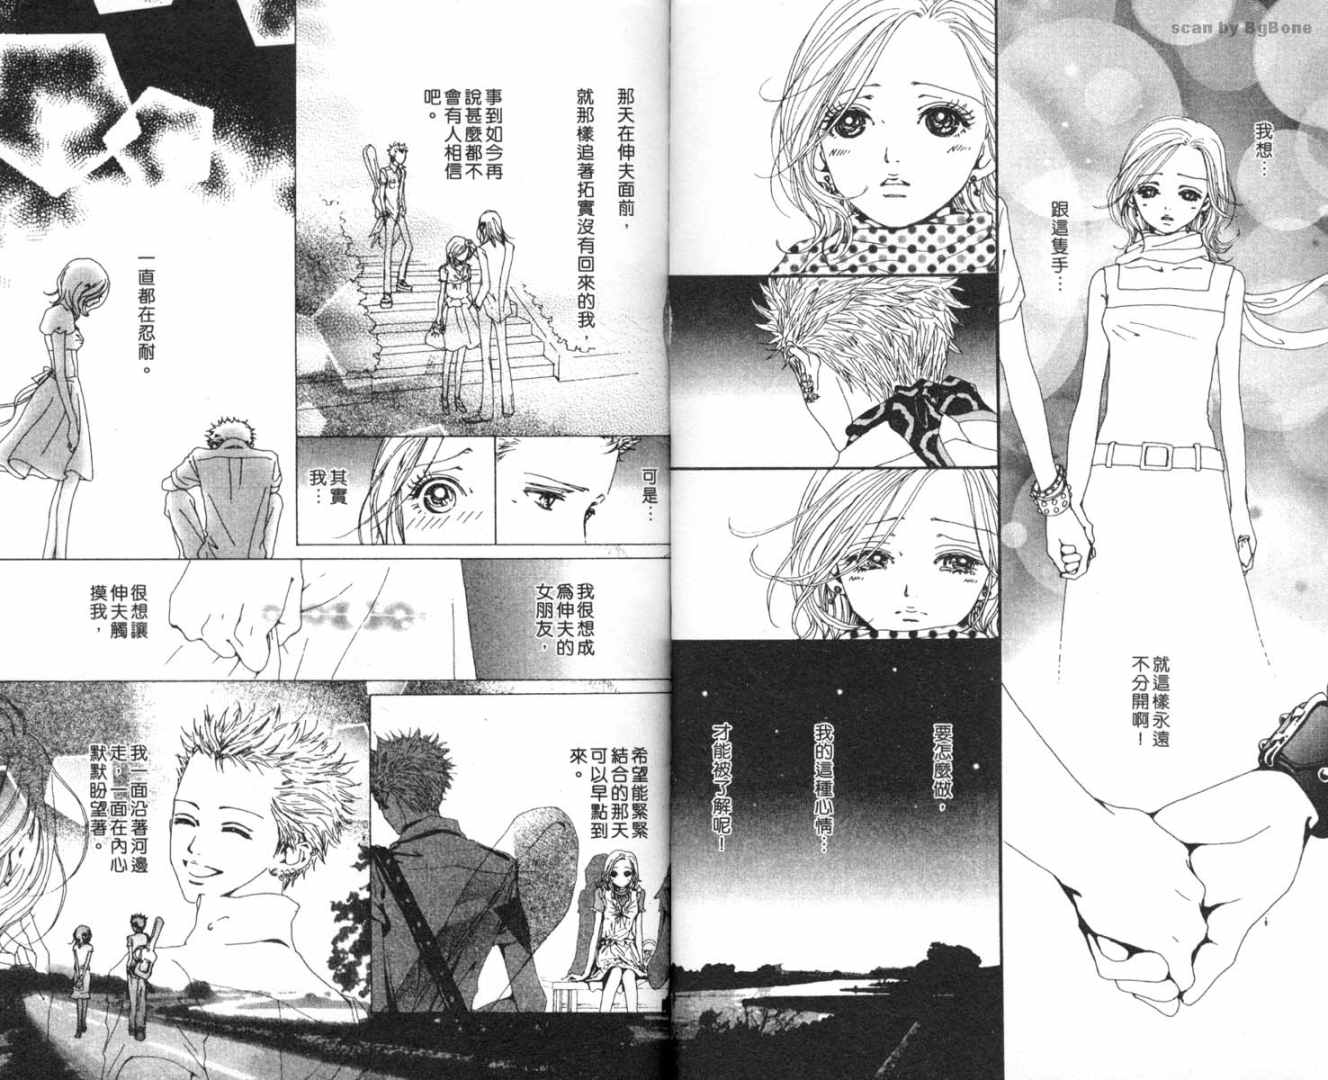 scan by BgBone
我想…
跟這隻手…
就這樣永遠
不分開啊！
要怎麼做，
我的這種心情…
才能被了解呢！
那天在伸夫面前，
就那樣追著拓實沒有回來的我，
事到如今再
說甚麼都不
會有人相信
吧。
可是…
其實
我…
一直都在忍耐。
我很想成
為伸夫的
女朋友，
很想讓
伸夫觸
摸我，
希望能緊緊
結合的那天
可以早點到
來。
我一面沿著河邊
走，一面在內心
默默盼望著。